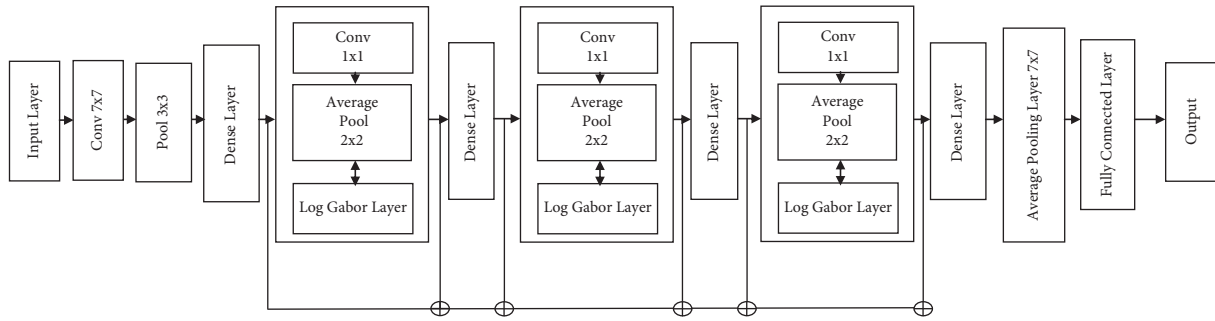 Input Layer
Conv 7x7
Pool 3x3
Dense Layer
Conv
1x1
Average
Pool
2x2
Log Gabor Layer
Dense Layer
Conv
1x1
Average
Pool
2x2
Log Gabor Layer
Dense Layer
Conv
1x1
Average
Pool
2x2
Log Gabor Layer
Dense Layer
Average Pooling Layer 7x7
Fully Connected Layer
Output